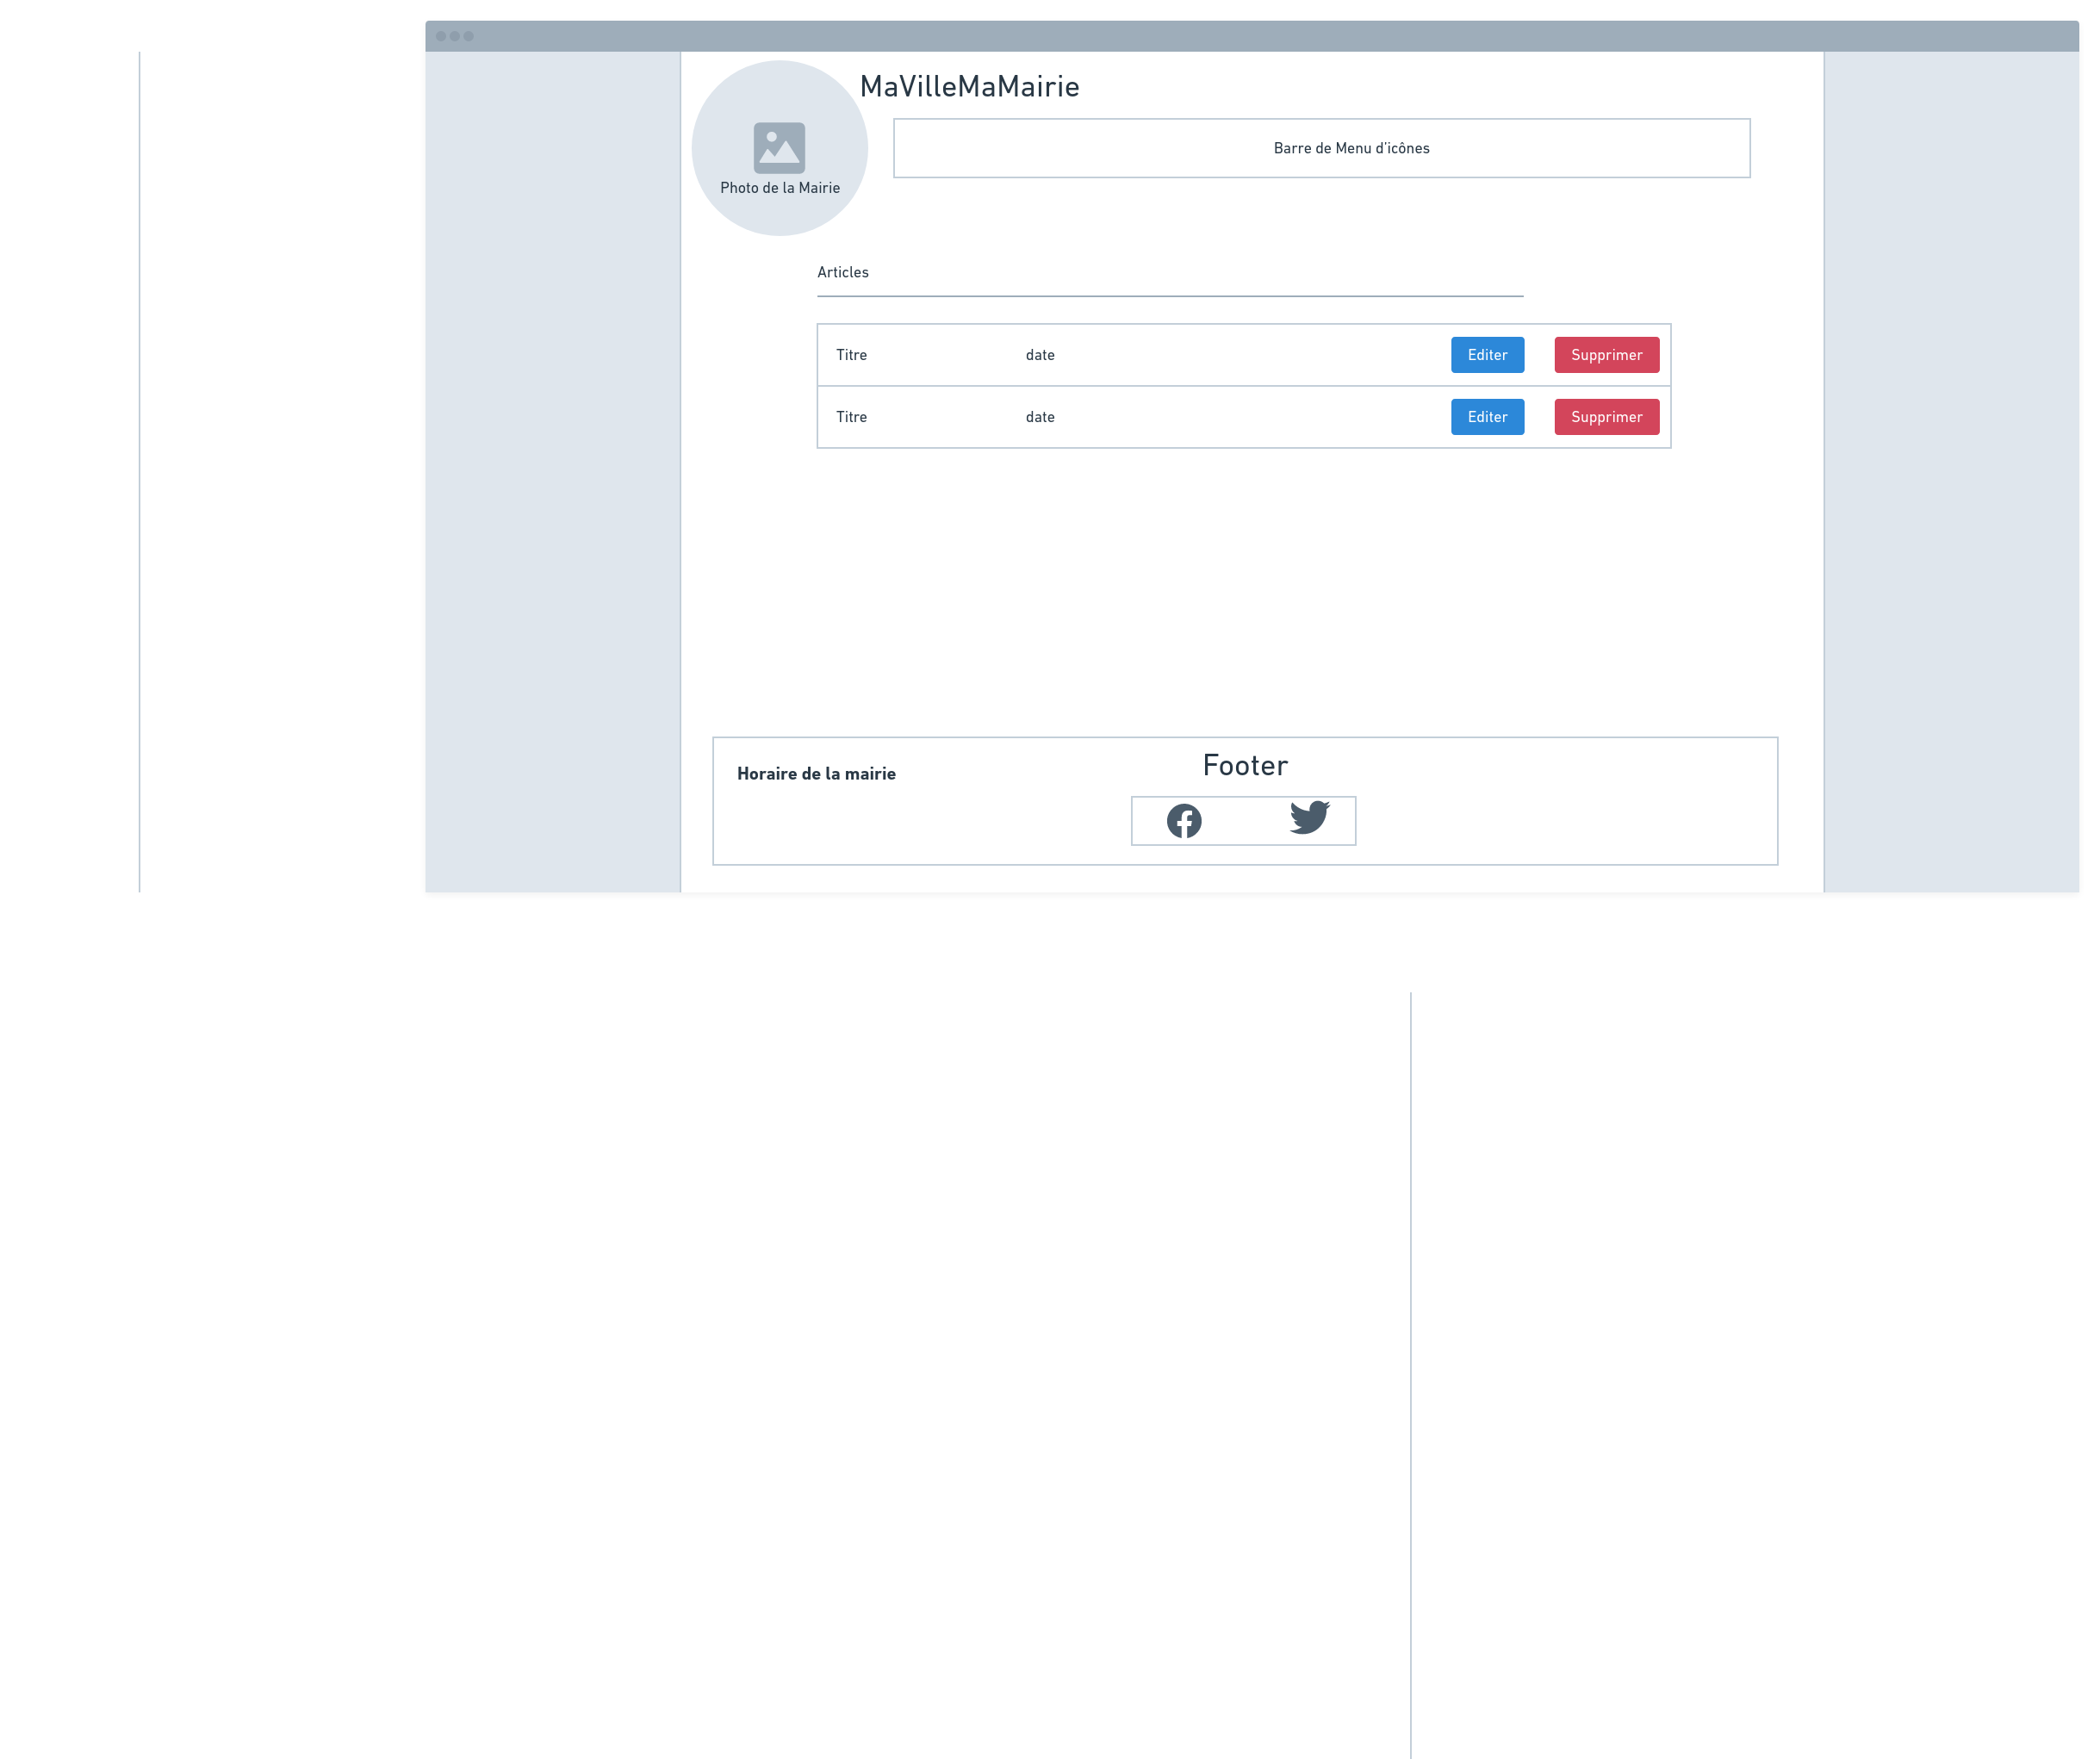 MaVilleMaMairie
Barre de Menu d'icônes
Photo de la Mairie
Articles
Titre date Editer Supprimer
Titre date Editer Supprimer
Footer
Horaire de la mairie